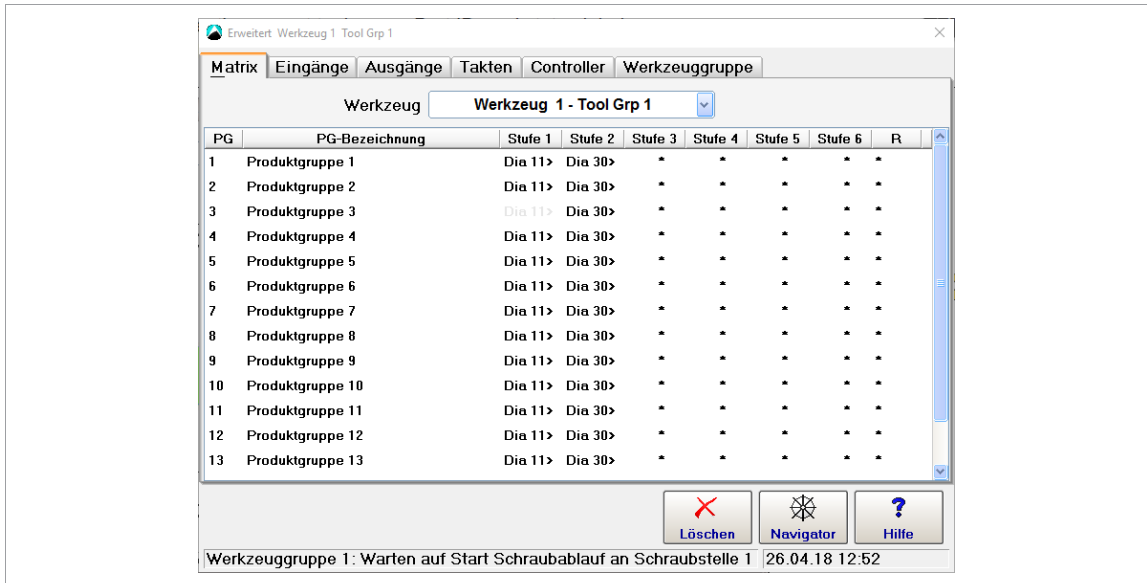 Erweitert Werkzeug 1 Tool Grp 1
Matrix Eingänge Ausgänge Takten Controller Werkzeuggruppe
Werkzeug Werkzeug 1 - Tool Grp 1
PG PG-Bezeichnung Stufe 1 Stufe 2 Stufe 3 Stufe 4 Stufe 5 Stufe 6 R
1 Produktgruppe 1 Dia 11> Dia 30> * * * * *
2 Produktgruppe 2 Dia 11> Dia 30> * * * * *
3 Produktgruppe 3 Dia 11> Dia 30> * * * * *
4 Produktgruppe 4 Dia 11> Dia 30> * * * * *
5 Produktgruppe 5 Dia 11> Dia 30> * * * * *
6 Produktgruppe 6 Dia 11> Dia 30> * * * * *
7 Produktgruppe 7 Dia 11> Dia 30> * * * * *
8 Produktgruppe 8 Dia 11> Dia 30> * * * * *
9 Produktgruppe 9 Dia 11> Dia 30> * * * * *
10 Produktgruppe 10 Dia 11> Dia 30> * * * * *
11 Produktgruppe 11 Dia 11> Dia 30> * * * * *
12 Produktgruppe 12 Dia 11> Dia 30> * * * * *
13 Produktgruppe 13 Dia 11> Dia 30> * * * * *
Löschen Navigator Hilfe
Werkzeuggruppe 1: Warten auf Start Schraubablauf an Schraubstelle 1 26.04.18 12:52